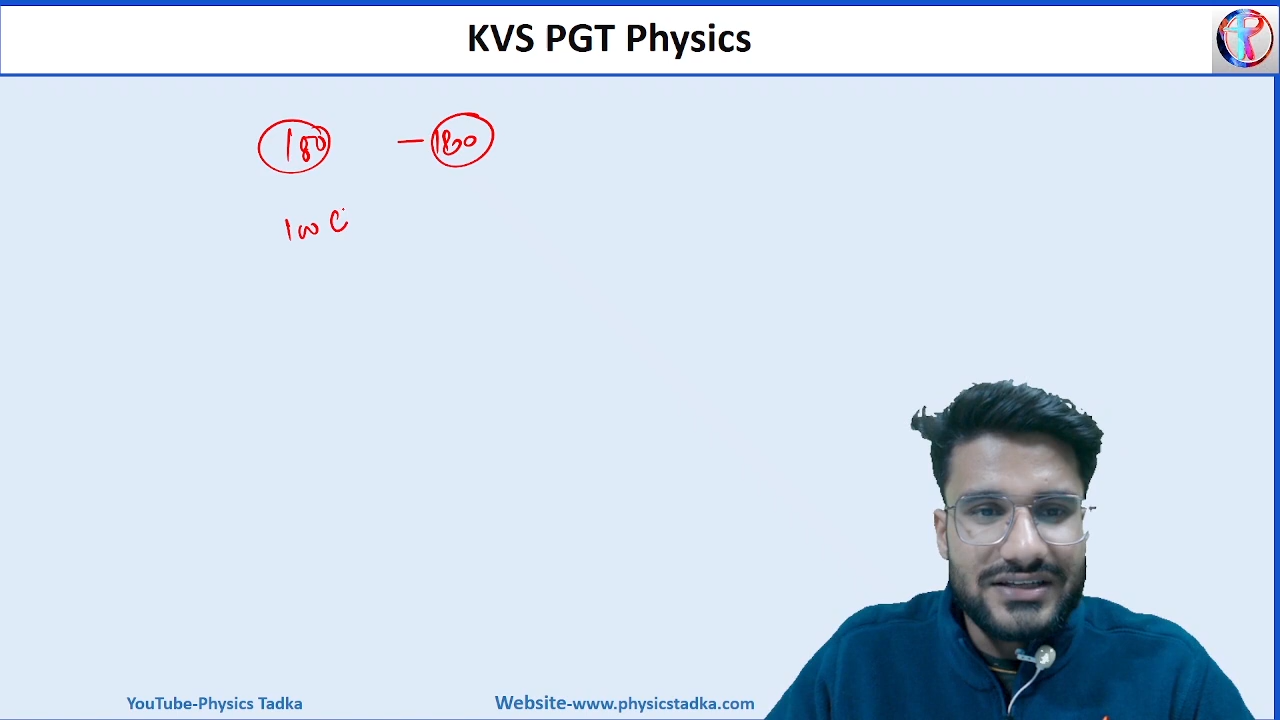 KVS PGT Physics
180 – 180
100 C
YouTube-Physics Tadka
Website-www.physicstadka.com